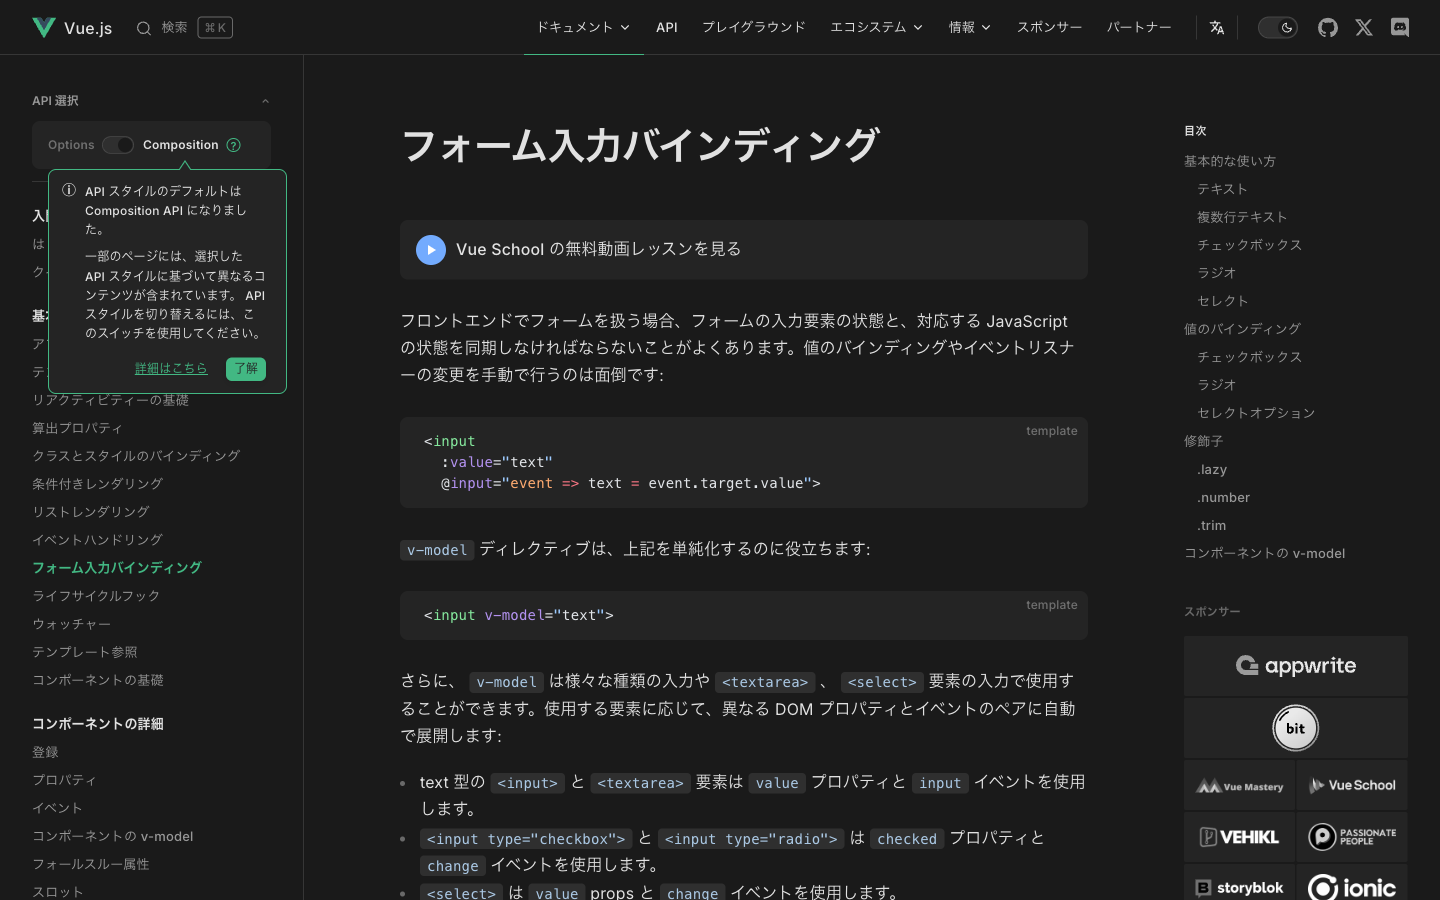 Vue.js
検索
⌘ K
ドキュメント
API
プレイグラウンド
エコシステム
情報
スポンサー
パートナー
API 選択
Options
Composition
?
API スタイルのデフォルトは
Composition API になりまし
た。
一部のページには、選択した
API スタイルに基づいて異なるコ
ンテンツが含まれています。 API
スタイルを切り替えるには、こ
のスイッチを使用してください。
詳細はこちら
了解
リアクティビティーの基礎
算出プロパティ
クラスとスタイルのバインディング
条件付きレンダリング
リストレンダリング
イベントハンドリング
フォーム入力バインディング
ライフサイクルフック
ウォッチャー
テンプレート参照
コンポーネントの基礎
コンポーネントの詳細
登録
プロパティ
イベント
コンポーネントの v-model
フォールスルー属性
スロット
フォーム入力バインディング
Vue School の無料動画レッスンを見る
フロントエンドでフォームを扱う場合、フォームの入力要素の状態と、対応する JavaScript
の状態を同期しなければならないことがよくあります。値のバインディングやイベントリスナ
ーの変更を手動で行うのは面倒です:
template
<input
  :value="text"
  @input="event => text = event.target.value">
v-model ディレクティブは、上記を単純化するのに役立ちます:
template
<input v-model="text">
さらに、 v-model は様々な種類の入力や <textarea> 、 <select> 要素の入力で使用す
ることができます。使用する要素に応じて、異なる DOM プロパティとイベントのペアに自動
で展開します:
text 型の <input> と <textarea> 要素は value プロパティと input イベントを使用
します。
<input type="checkbox"> と <input type="radio"> は checked プロパティと
change イベントを使用します。
<select> は value props と change イベントを使用します。
目次
基本的な使い方
テキスト
複数行テキスト
チェックボックス
ラジオ
セレクト
値のバインディング
チェックボックス
ラジオ
セレクトオプション
修飾子
.lazy
.number
.trim
コンポーネントの v-model
スポンサー
appwrite
bit
Vue Mastery
Vue School
VEHIKL
PASSIONATE
PEOPLE
storyblok
ionic